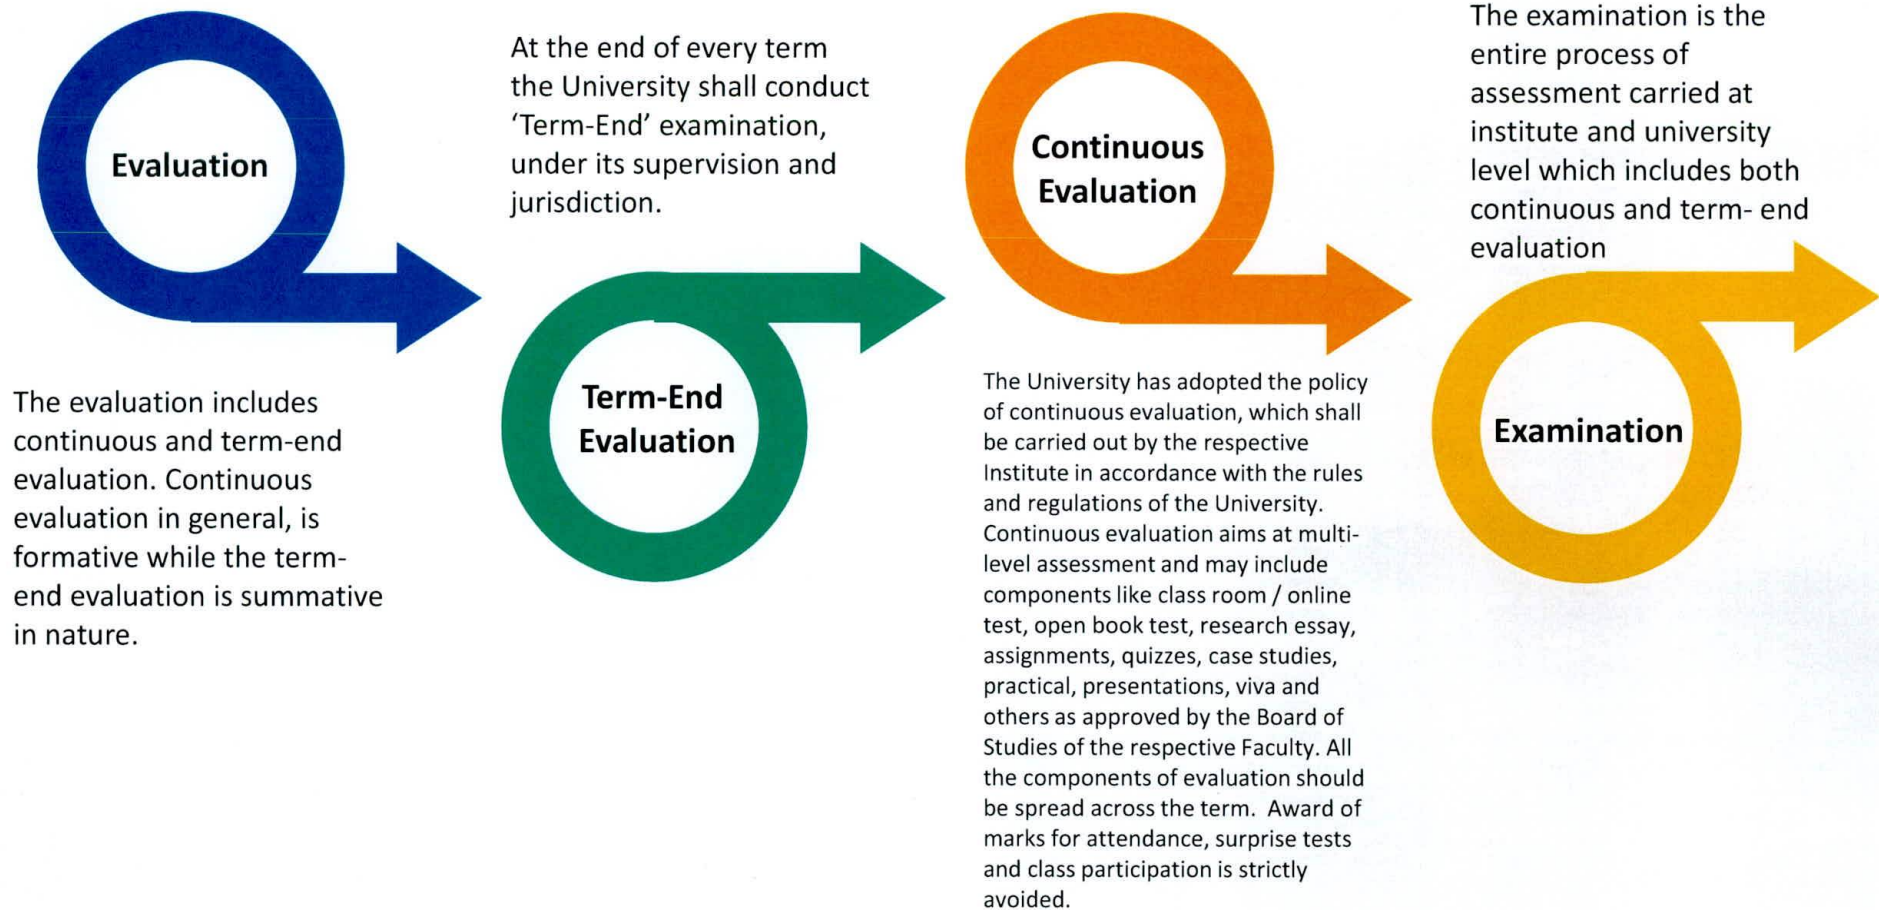 Evaluation
The evaluation includes
continuous and term-end
evaluation. Continuous
evaluation in general, is
formative while the term-
end evaluation is summative
in nature.
At the end of every term
the University shall conduct
‘Term-End’ examination,
under its supervision and
jurisdiction.
Term-End
Evaluation
Continuous
Evaluation
The University has adopted the policy
of continuous evaluation, which shall
be carried out by the respective
Institute in accordance with the rules
and regulations of the University.
Continuous evaluation aims at multi-
level assessment and may include
components like class room / online
test, open book test, research essay,
assignments, quizzes, case studies,
practical, presentations, viva and
others as approved by the Board of
Studies of the respective Faculty. All
the components of evaluation should
be spread across the term.  Award of
marks for attendance, surprise tests
and class participation is strictly
avoided.
The examination is the
entire process of
assessment carried at
institute and university
level which includes both
continuous and term- end
evaluation
Examination